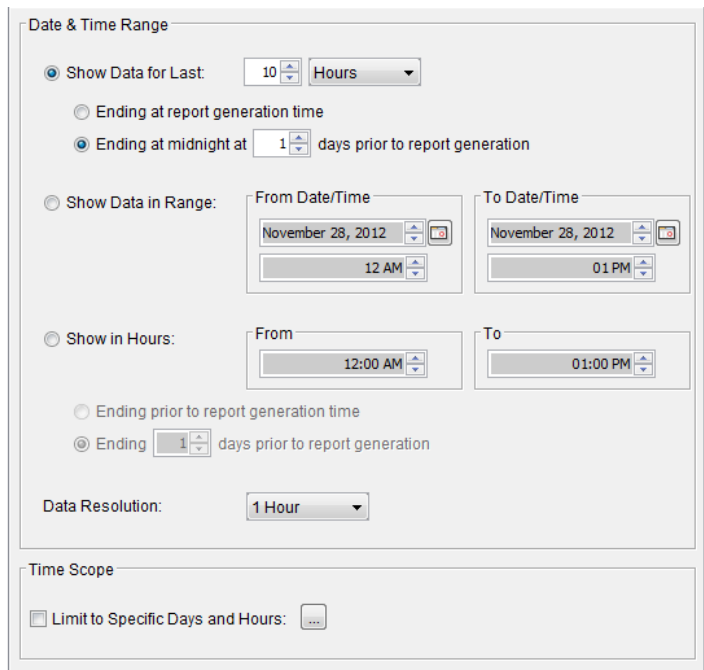 Date & Time Range
Show Data for Last: 10 Hours
Ending at report generation time
Ending at midnight at 1 days prior to report generation
Show Data in Range:
From Date/Time
November 28, 2012
12 AM
To Date/Time
November 28, 2012
01 PM
Show in Hours:
From
12:00 AM
To
01:00 PM
Ending prior to report generation time
Ending 1 days prior to report generation
Data Resolution: 1 Hour
Time Scope
Limit to Specific Days and Hours: ...